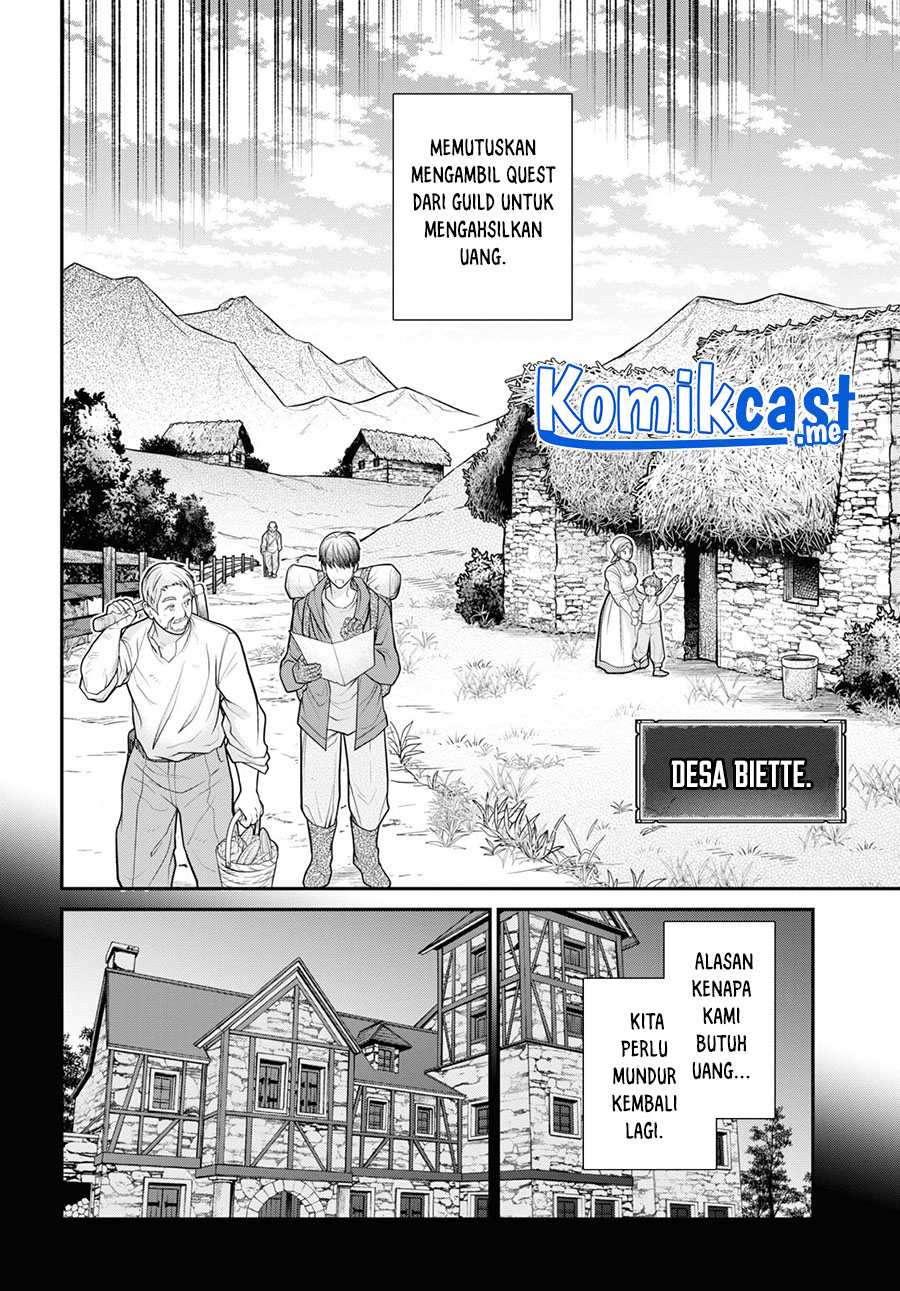 MEMUTUSKAN
MENGAMBIL QUEST
DARI GUILD UNTUK
MENGAHSILKAN
UANG.
Komikcast
.me
DESA BIETTE.
ALASAN
KENAPA
KAMI
BUTUH
UANG...
KITA
PERLU
MUNDUR
KEMBALI
LAGI.